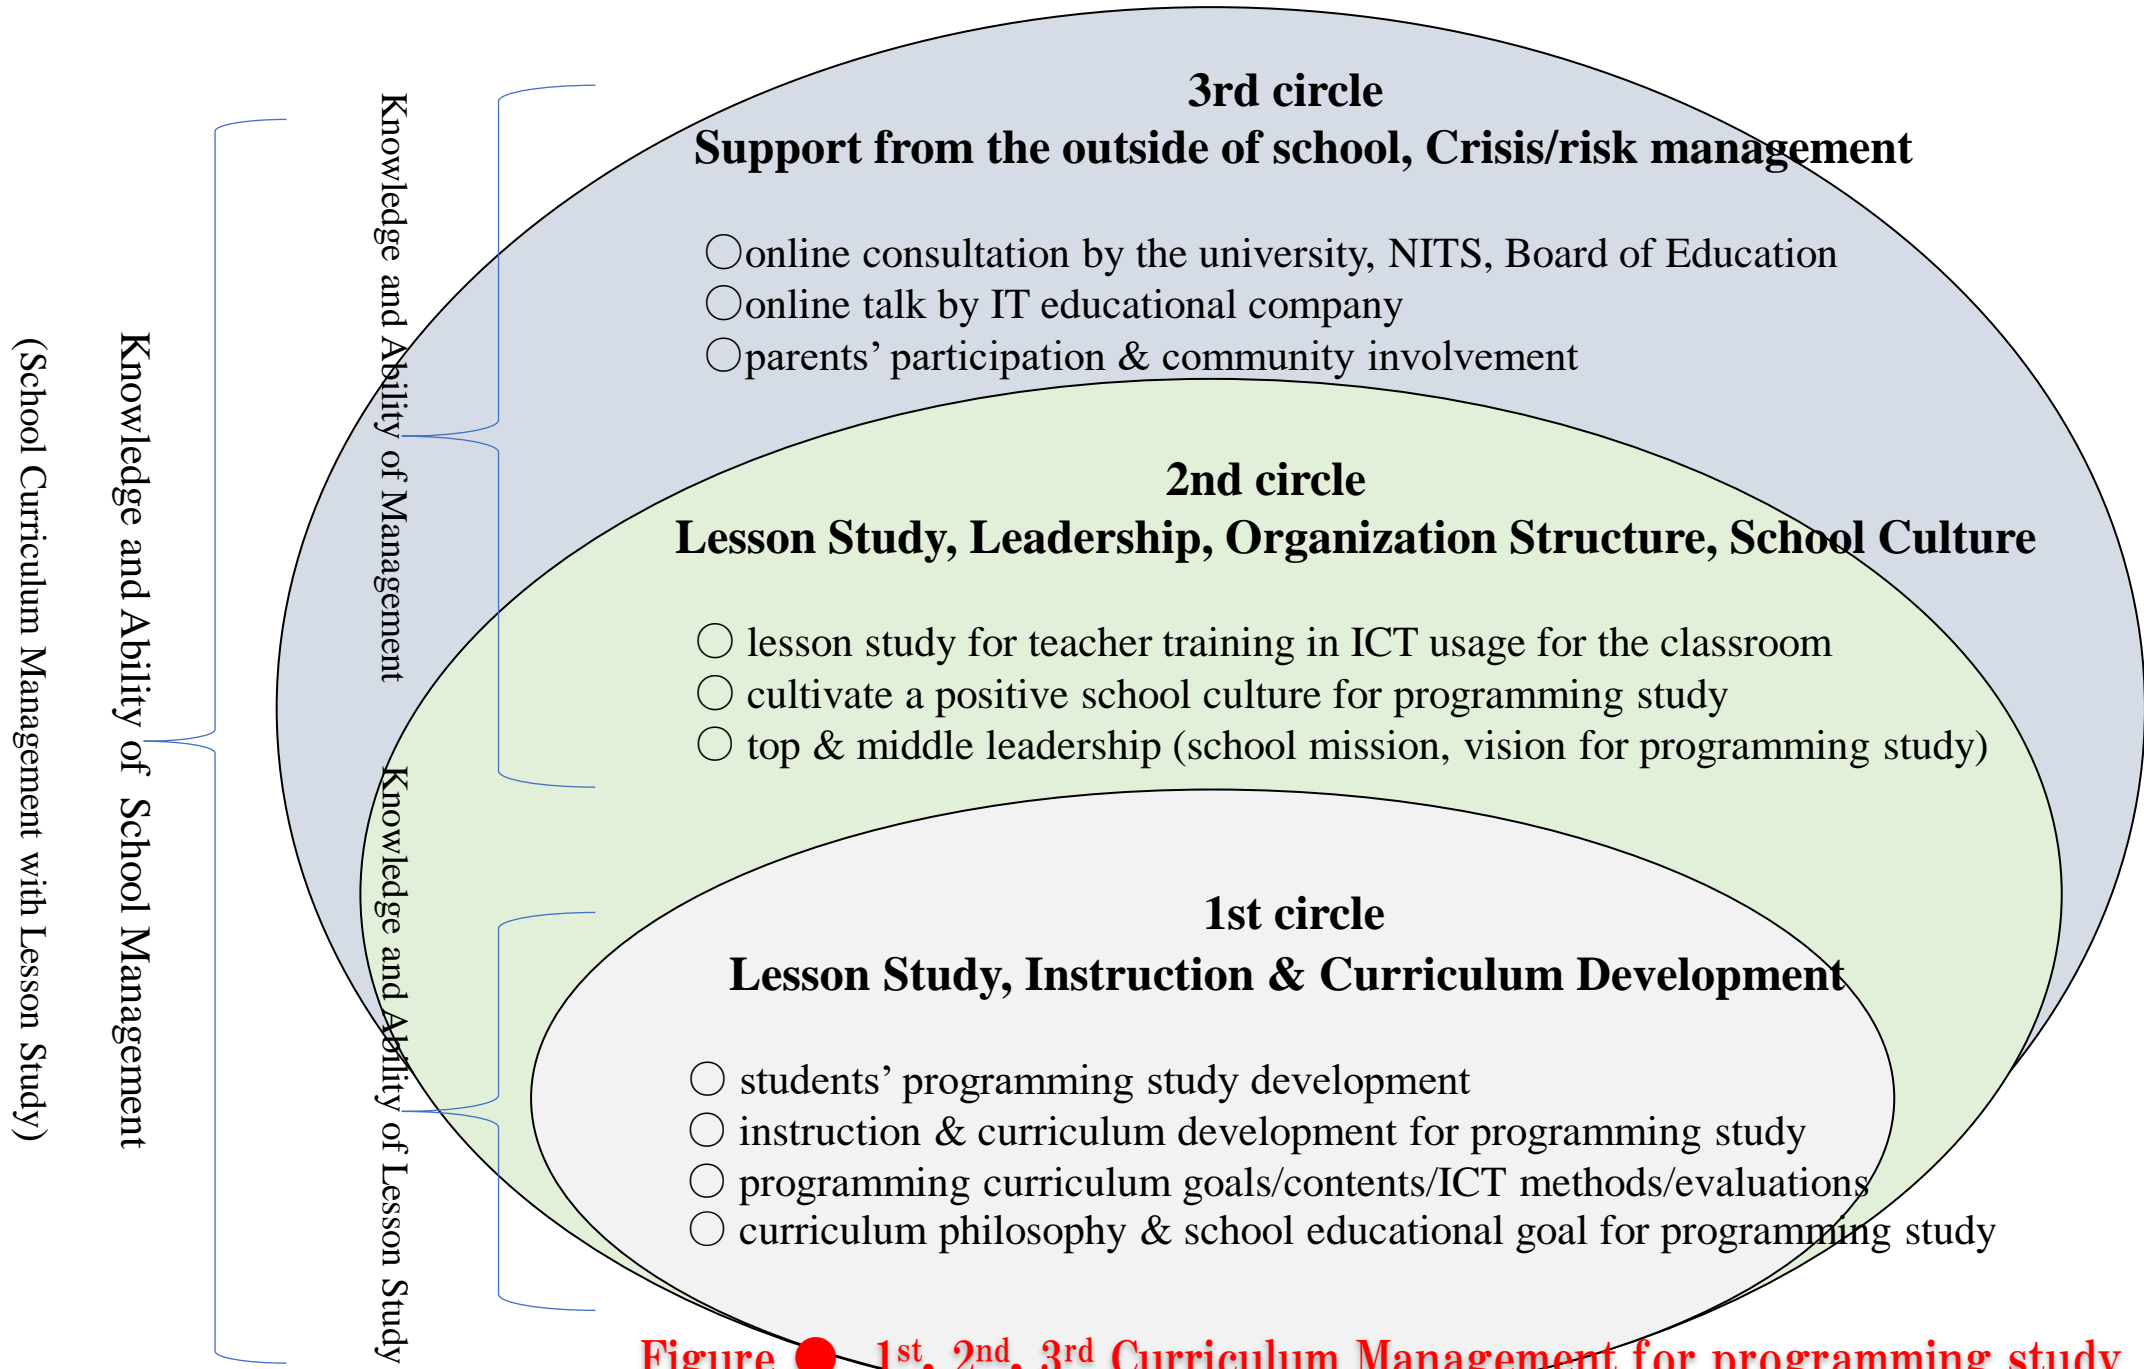 (School Curriculum Management with Lesson Study)
Knowledge and Ability of School Management
Knowledge and Ability of Management
Knowledge and Ability of Lesson Study
3rd circle
Support from the outside of school, Crisis/risk management
〇online consultation by the university, NITS, Board of Education
〇online talk by IT educational company
〇parents’ participation & community involvement
2nd circle
Lesson Study, Leadership, Organization Structure, School Culture
〇 lesson study for teacher training in ICT usage for the classroom
〇 cultivate a positive school culture for programming study
〇 top & middle leadership (school mission, vision for programming study)
1st circle
Lesson Study, Instruction & Curriculum Development
〇 students’ programming study development
〇 instruction & curriculum development for programming study
〇 programming curriculum goals/contents/ICT methods/evaluations
〇 curriculum philosophy & school educational goal for programming study
Figure ● 1st, 2nd, 3rd Curriculum Management for programming study